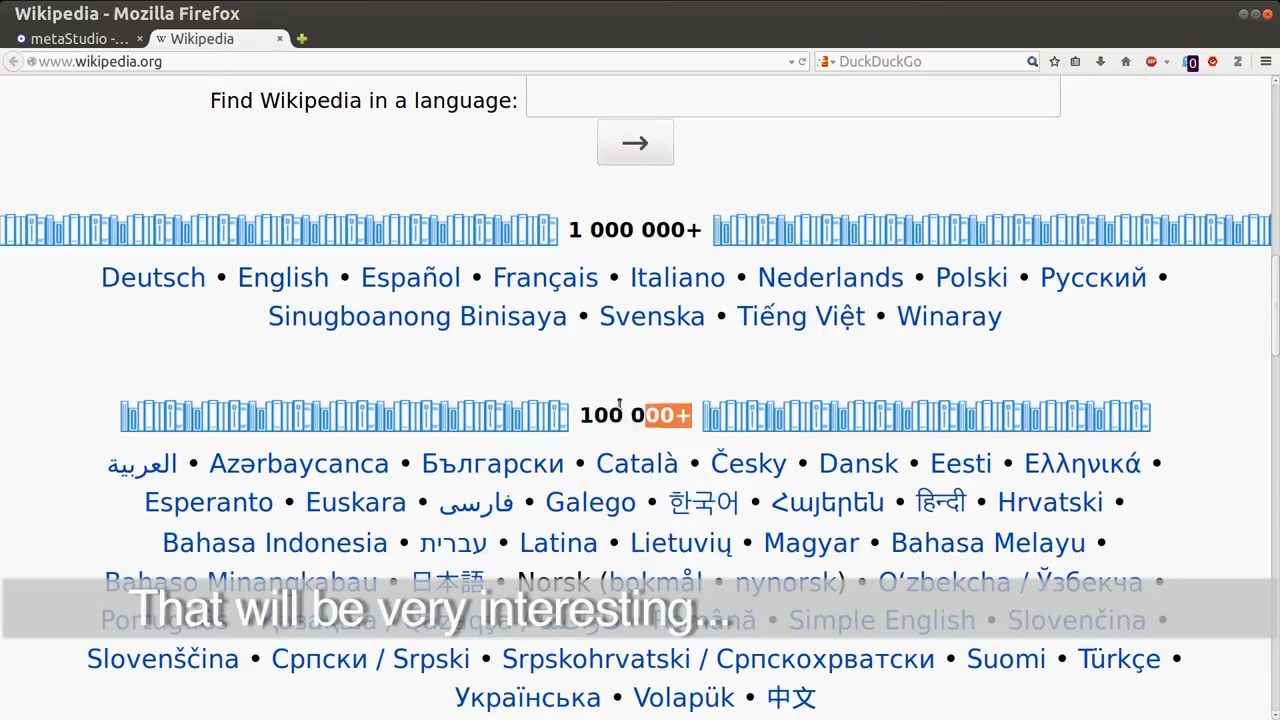 Wikipedia - Mozilla Firefox
metaStudio -... × W Wikipedia ×
www.wikipedia.org DuckDuckGo 0
Find Wikipedia in a language:
→
1 000 000+
Deutsch • English • Español • Français • Italiano • Nederlands • Polski • Русский •
Sinugboanong Binisaya • Svenska • Tiếng Việt • Winaray
100 000+
العربية • Azərbaycanca • Български • Català • Česky • Dansk • Eesti • Ελληνικά •
Esperanto • Euskara • فارسی • Galego • 한국어 • Հայերեն • हिन्दी • Hrvatski •
Bahasa Indonesia • עברית • Latina • Lietuvių • Magyar • Bahasa Melayu •
Bahaso Minangkabau • 日本語 • Norsk (bokmål • nynorsk) • Oʻzbekcha / Ўзбекча •
That will be very interesting...
Simple English • Slovenčina •
Slovenščina • Српски / Srpski • Srpskohrvatski / Српскохрватски • Suomi • Türkçe •
Українська • Volapük • 中文